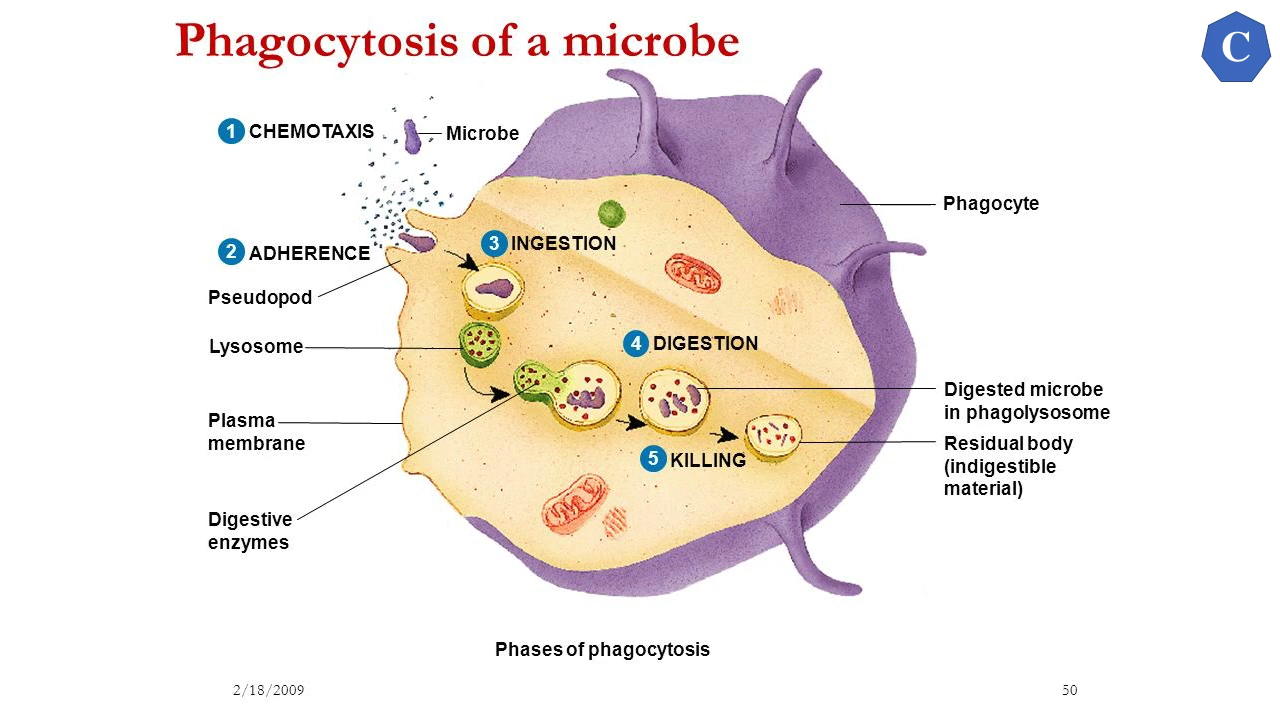 Phagocytosis of a microbe
C
1 CHEMOTAXIS
Microbe
Phagocyte
2 ADHERENCE
3 INGESTION
Pseudopod
Lysosome
4 DIGESTION
Digested microbe
in phagolysosome
Plasma
membrane
Residual body
(indigestible
material)
5 KILLING
Digestive
enzymes
Phases of phagocytosis
2/18/2009
50